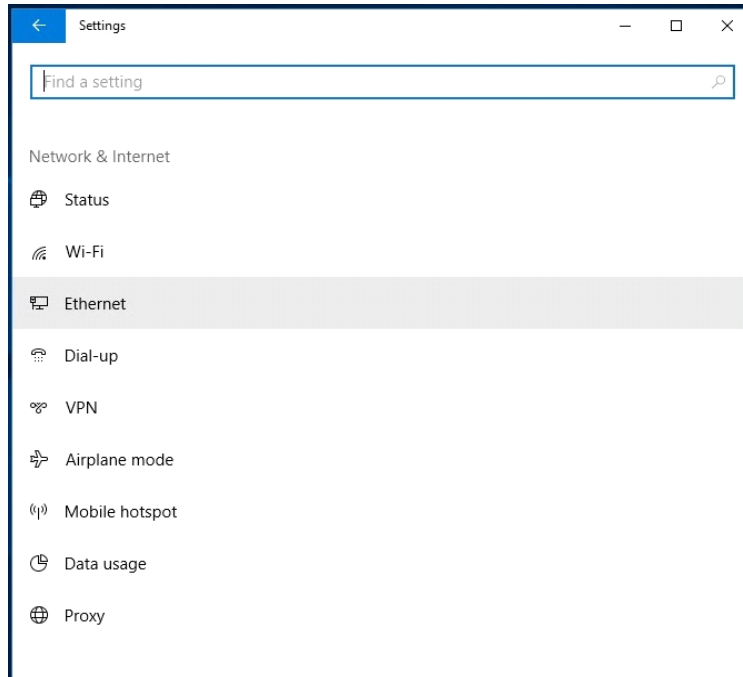 Settings
Find a setting
Network & Internet
Status
Wi-Fi
Ethernet
Dial-up
VPN
Airplane mode
Mobile hotspot
Data usage
Proxy